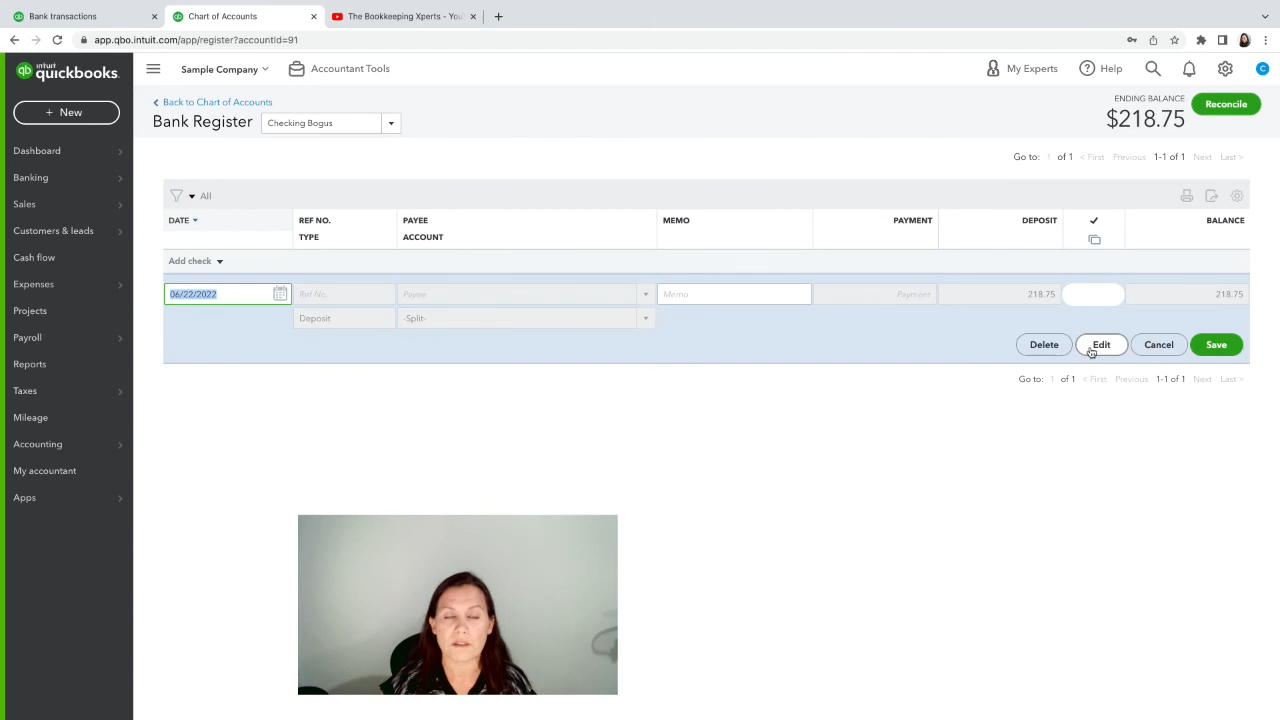 Bank transactions
Chart of Accounts
The Bookkeeping Xperts - You
app.qbo.intuit.com/app/register?accountId=91
intuit quickbooks.
Sample Company
Accountant Tools
My Experts
Help
C
+ New
Back to Chart of Accounts
Bank Register
Checking Bogus
ENDING BALANCE
$218.75
Reconcile
Go to: 1 of 1 < First Previous 1-1 of 1 Next Last >
All
DATE REF NO. PAYEE MEMO PAYMENT DEPOSIT BALANCE
TYPE ACCOUNT
Add check
06/22/2022 Ref No. Payee Memo Payment 218.75 218.75
Deposit -Split-
Delete Edit Cancel Save
Go to: 1 of 1 < First Previous 1-1 of 1 Next Last >
Dashboard
Banking
Sales
Customers & leads
Cash flow
Expenses
Projects
Payroll
Reports
Taxes
Mileage
Accounting
My accountant
Apps